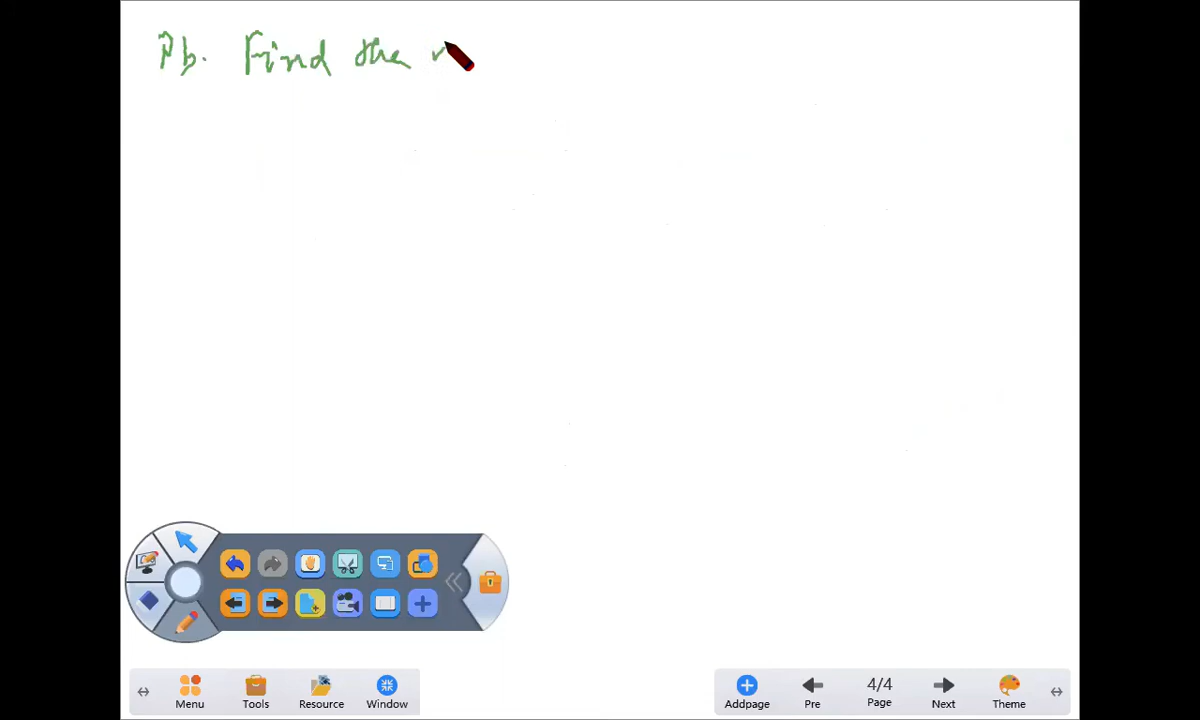 Pb. Find the
Menu
Tools
Resource
Window
Addpage
Pre
4/4
Page
Next
Theme